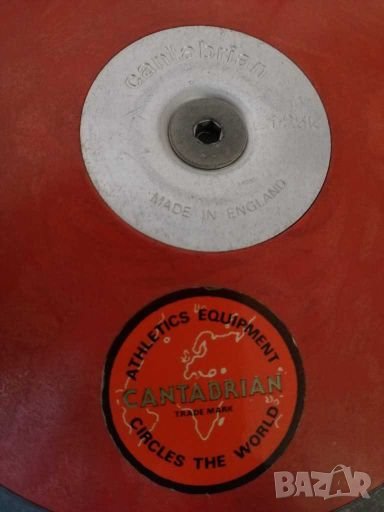 cantabrian
MADE IN ENGLAND
ATHLETICS EQUIPMENT
CANTABRIAN
TRADE MARK
CIRCLES THE WORLD
BAZAR